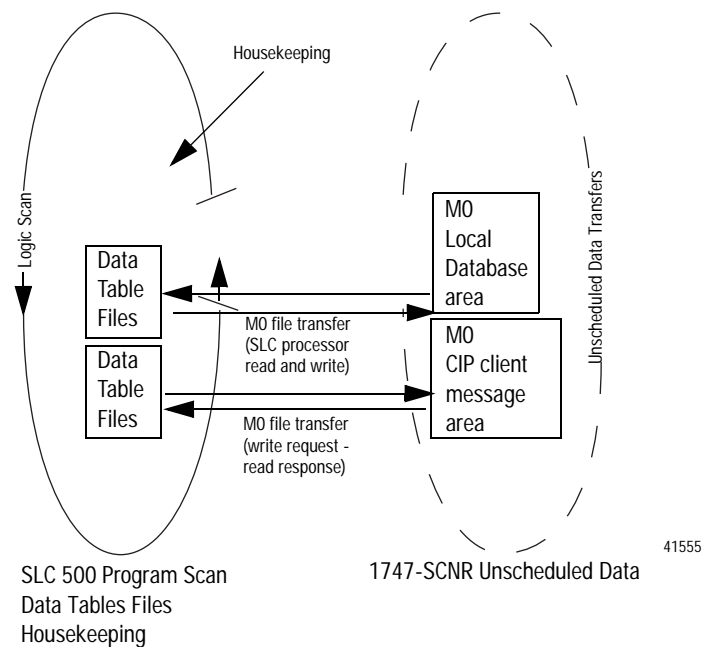 Housekeeping
Logic Scan
Unscheduled Data Transfers
M0
Local
Database
area
Data
Table
Files
M0 file transfer
(SLC processor
read and write)
M0
CIP client
message
area
Data
Table
Files
M0 file transfer
(write request -
read response)
41555
SLC 500 Program Scan
Data Tables Files
Housekeeping
1747-SCNR Unscheduled Data